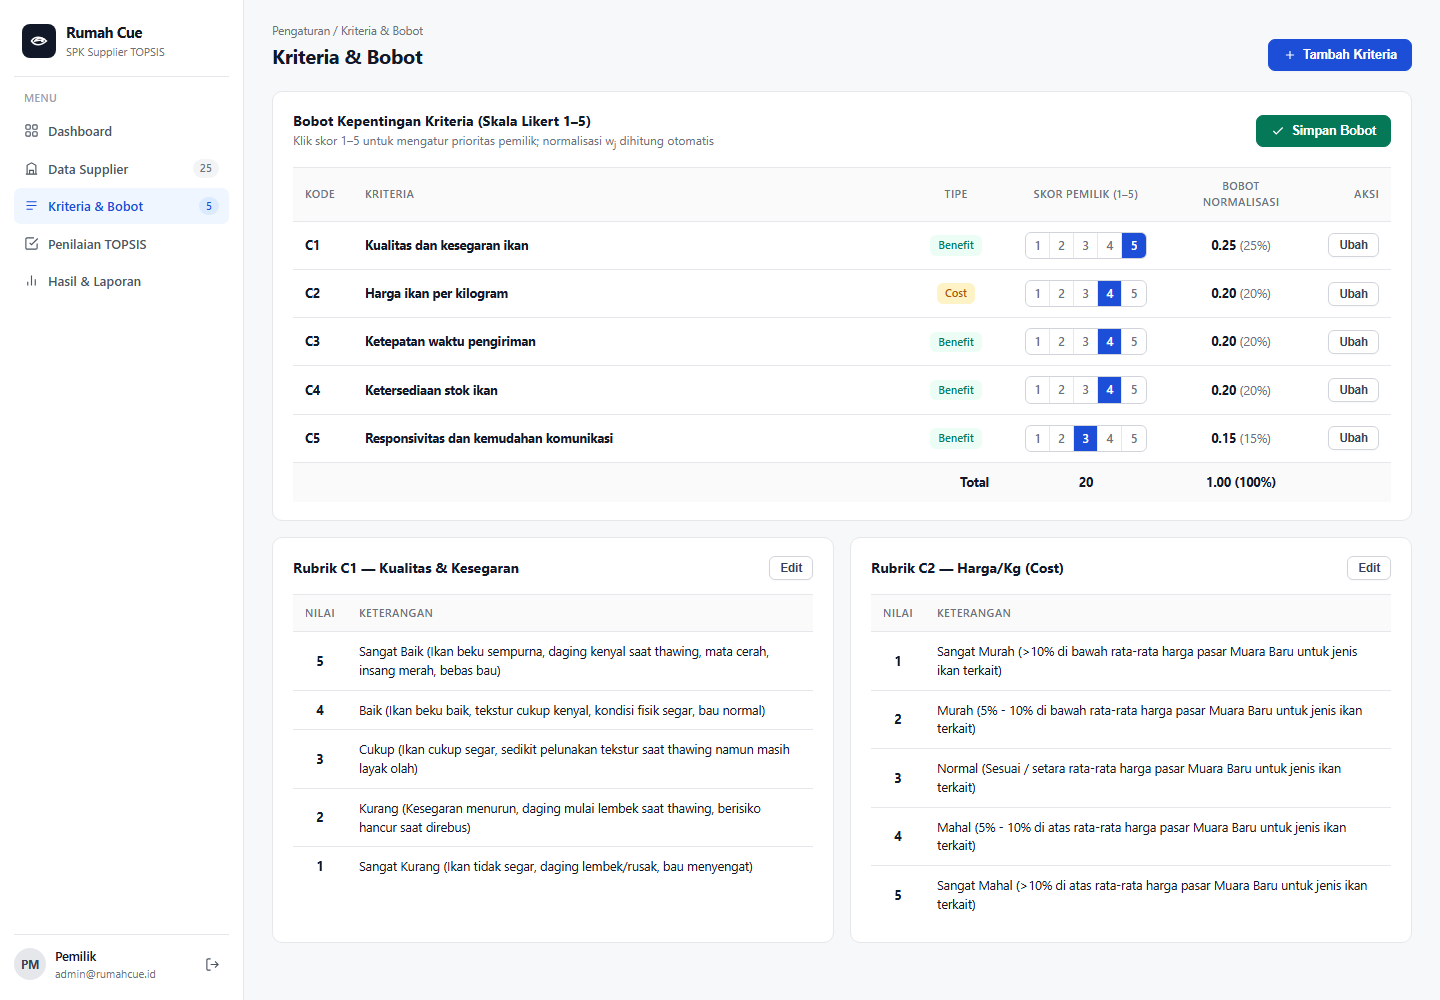 Rumah Cue
SPK Supplier TOPSIS
MENU
Dashboard
Data Supplier 25
Kriteria & Bobot 5
Penilaian TOPSIS
Hasil & Laporan
PM
Pemilik
admin@rumahcue.id
Pengaturan / Kriteria & Bobot
Kriteria & Bobot
+ Tambah Kriteria
Bobot Kepentingan Kriteria (Skala Likert 1–5)
Klik skor 1–5 untuk mengatur prioritas pemilik; normalisasi wj dihitung otomatis
Simpan Bobot
KODE KRITERIA TIPE SKOR PEMILIK (1–5) BOBOT NORMALISASI AKSI
C1 Kualitas dan kesegaran ikan Benefit 1 2 3 4 5 0.25 (25%) Ubah
C2 Harga ikan per kilogram Cost 1 2 3 4 5 0.20 (20%) Ubah
C3 Ketepatan waktu pengiriman Benefit 1 2 3 4 5 0.20 (20%) Ubah
C4 Ketersediaan stok ikan Benefit 1 2 3 4 5 0.20 (20%) Ubah
C5 Responsivitas dan kemudahan komunikasi Benefit 1 2 3 4 5 0.15 (15%) Ubah
Total 20 1.00 (100%)
Rubrik C1 — Kualitas & Kesegaran Edit
NILAI KETERANGAN
5 Sangat Baik (Ikan beku sempurna, daging kenyal saat thawing, mata cerah,
insang merah, bebas bau)
4 Baik (Ikan beku baik, tekstur cukup kenyal, kondisi fisik segar, bau normal)
3 Cukup (Ikan cukup segar, sedikit pelunakan tekstur saat thawing namun masih
layak olah)
2 Kurang (Kesegaran menurun, daging mulai lembek saat thawing, berisiko
hancur saat direbus)
1 Sangat Kurang (Ikan tidak segar, daging lembek/rusak, bau menyengat)
Rubrik C2 — Harga/Kg (Cost) Edit
NILAI KETERANGAN
1 Sangat Murah (>10% di bawah rata-rata harga pasar Muara Baru untuk jenis
ikan terkait)
2 Murah (5% - 10% di bawah rata-rata harga pasar Muara Baru untuk jenis ikan
terkait)
3 Normal (Sesuai / setara rata-rata harga pasar Muara Baru untuk jenis ikan
terkait)
4 Mahal (5% - 10% di atas rata-rata harga pasar Muara Baru untuk jenis ikan
terkait)
5 Sangat Mahal (>10% di atas rata-rata harga pasar Muara Baru untuk jenis ikan
terkait)